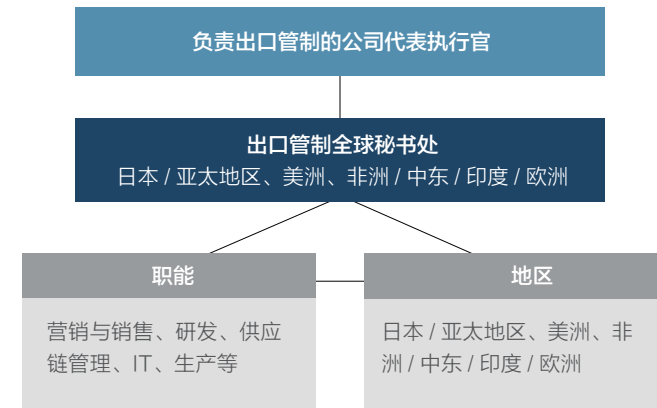 负责出口管制的公司代表执行官
出口管制全球秘书处
日本 / 亚太地区、美洲、非洲 / 中东 / 印度 / 欧洲
职能
营销与销售、研发、供应
链管理、IT、生产等
地区
日本 / 亚太地区、美洲、非
洲 / 中东 / 印度 / 欧洲